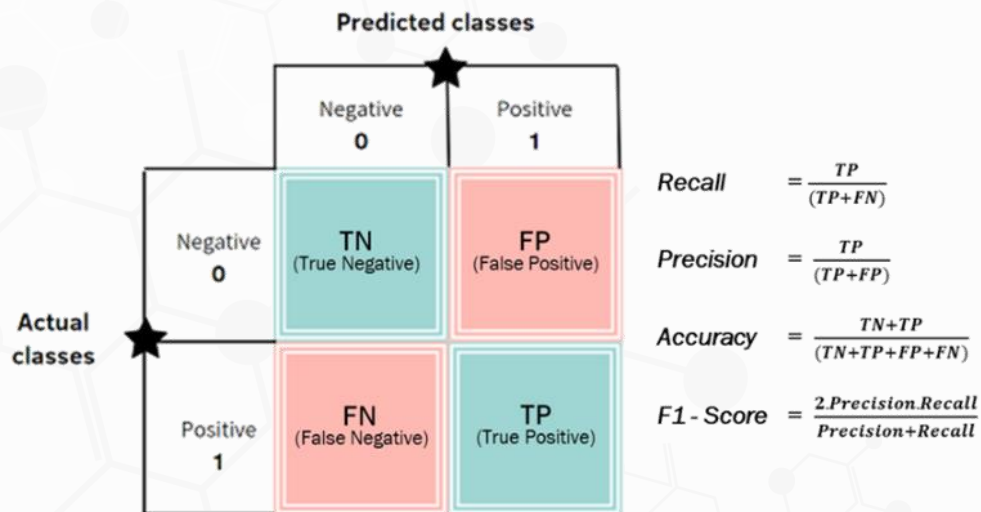 Predicted classes
Negative
0
Positive
1
Actual
classes
Negative
0
TN
(True Negative)
FP
(False Positive)
Positive
1
FN
(False Negative)
TP
(True Positive)
Recall = TP/(TP+FN)
Precision = TP/(TP+FP)
Accuracy = TN+TP/(TN+TP+FP+FN)
F1 - Score = 2.Precision.Recall/Precision+Recall